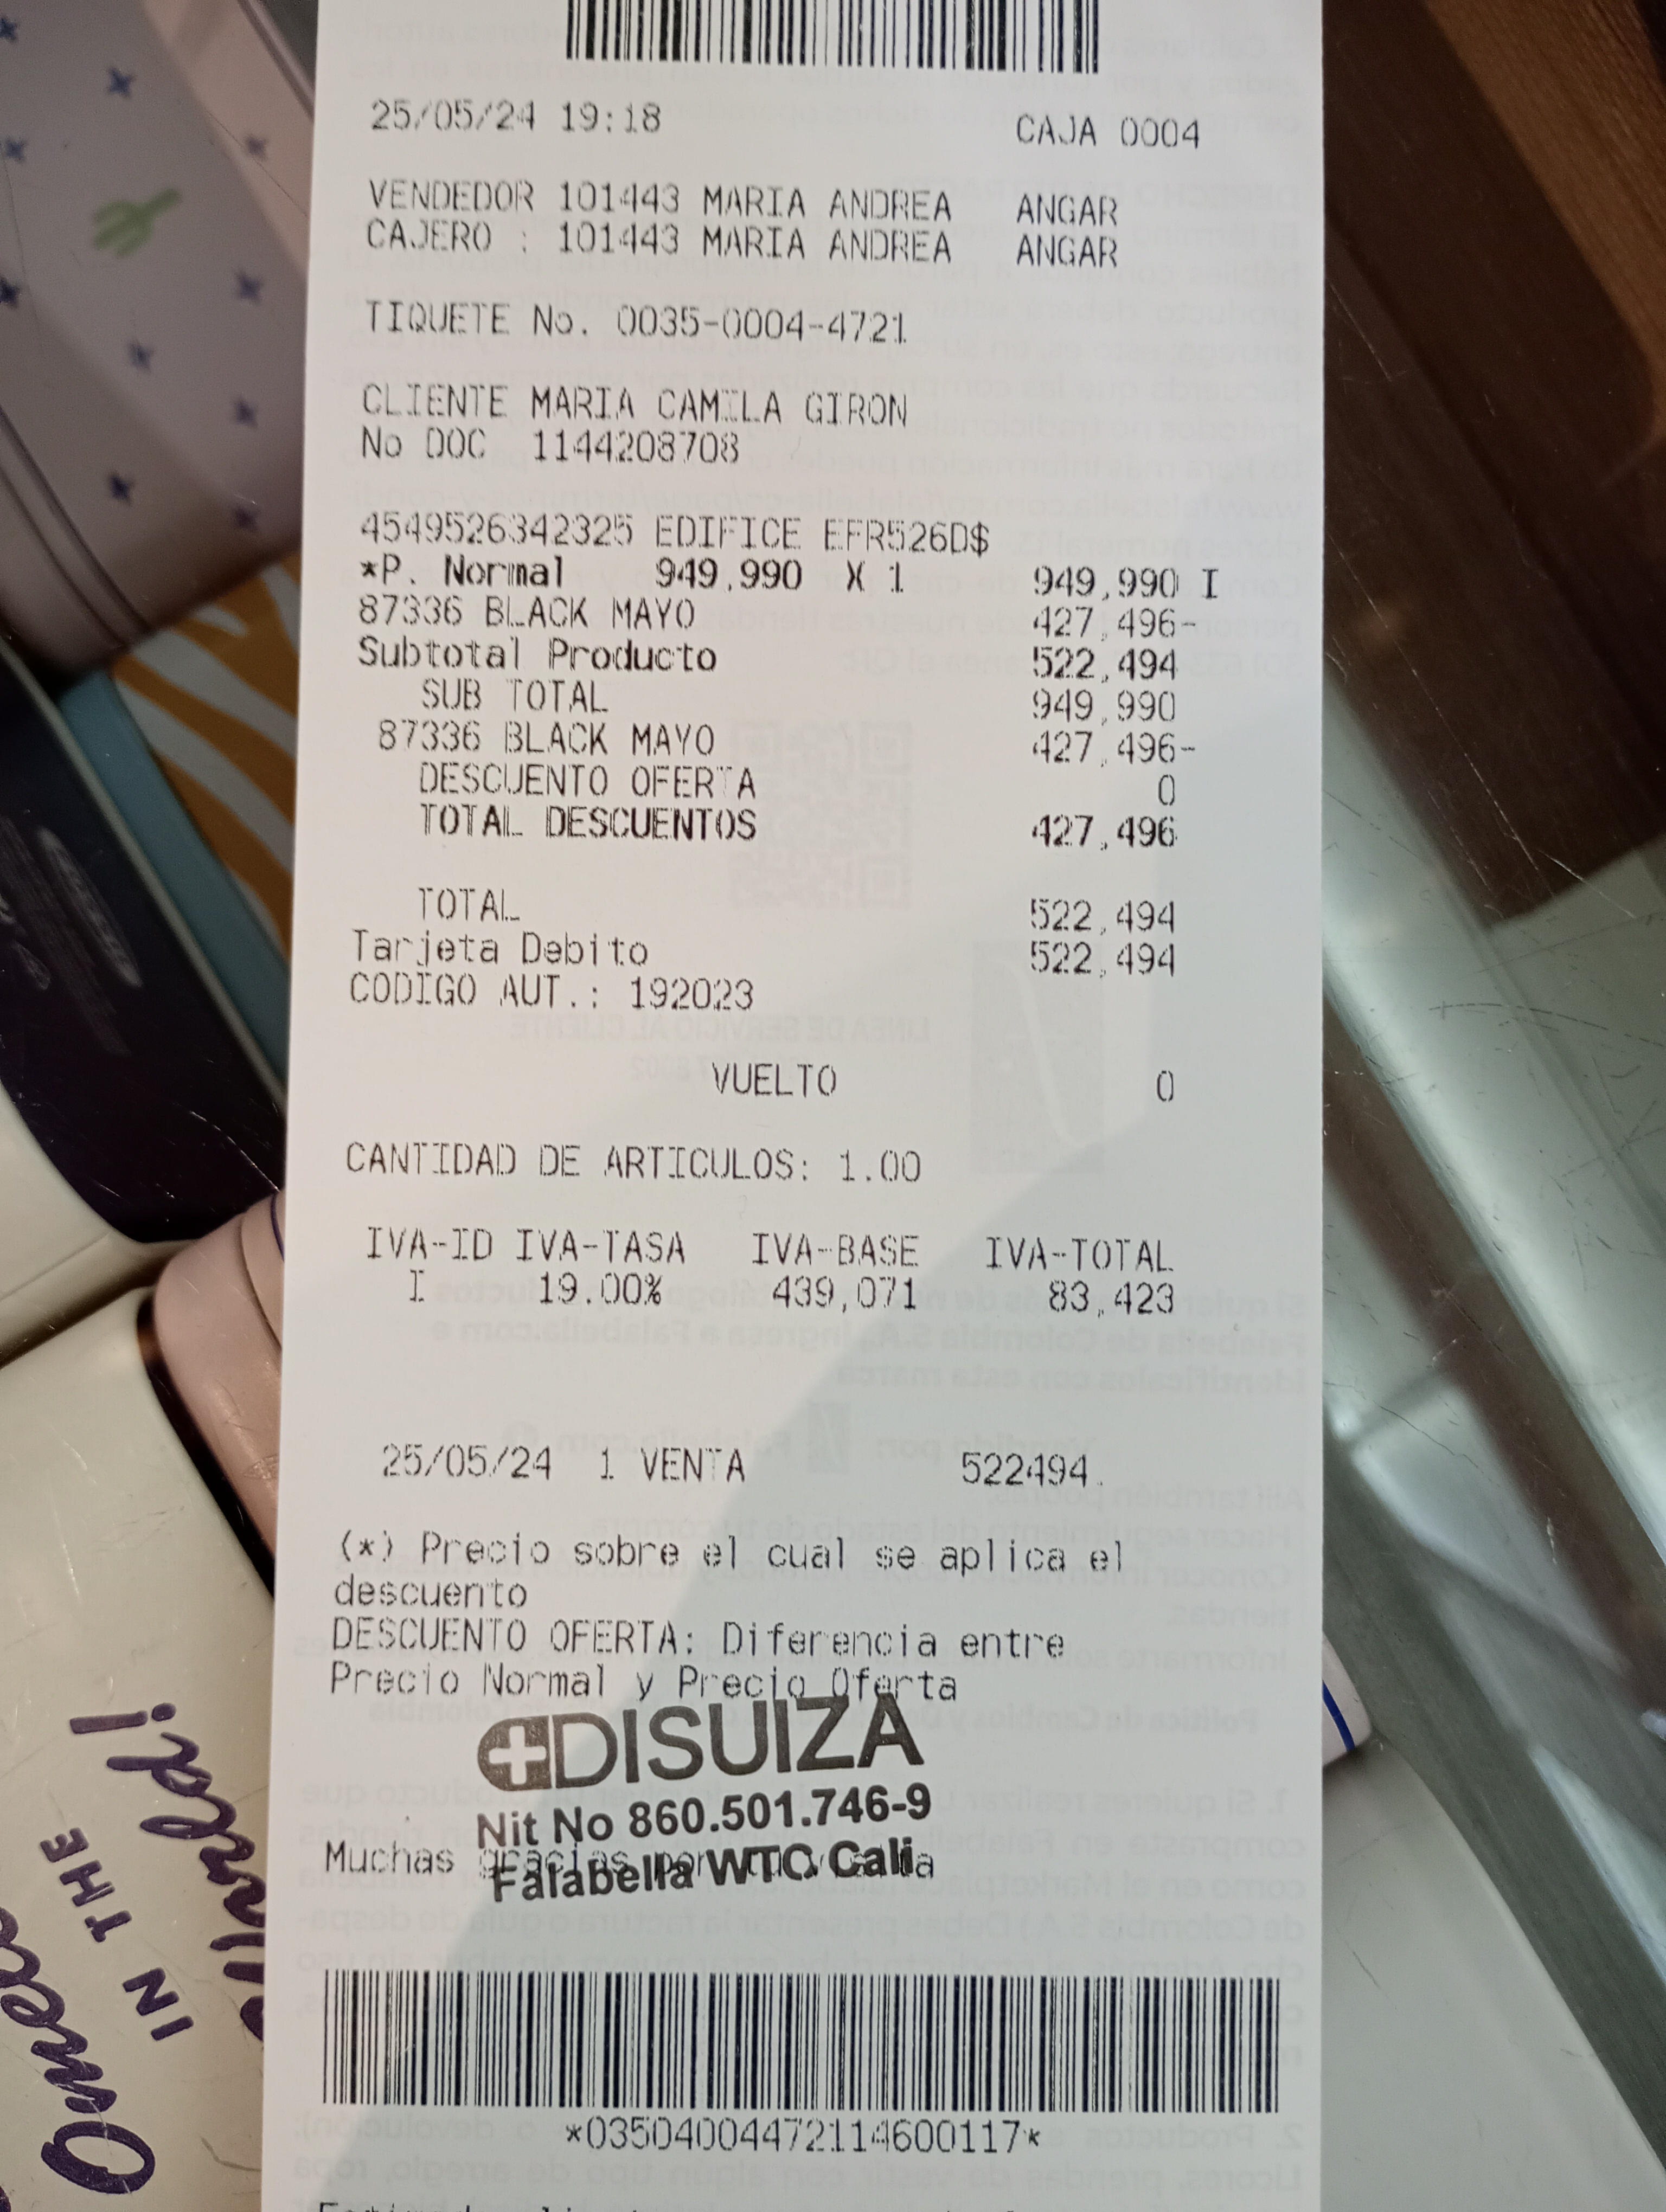 25/05/24 19:18 CAJA 0004
VENDEDOR 101443 MARIA ANDREA ANGAR
CAJERO : 101443 MARIA ANDREA ANGAR
TIQUETE No. 0035-0004-4721
CLIENTE MARIA CAMILA GIRON
No DOC 1144208708
4549526342325 EDIFICE EFR526D$
*P. Normal 949,990 X 1 949,990 I
87336 BLACK MAYO 427,496-
Subtotal Producto 522,494
SUB TOTAL 949,990
87336 BLACK MAYO 427,496-
DESCUENTO OFERTA 0
TOTAL DESCUENTOS 427,496
TOTAL 522,494
Tarjeta Debito 522,494
CODIGO AUT.: 192023
VUELTO 0
CANTIDAD DE ARTICULOS: 1.00
IVA-ID IVA-TASA IVA-BASE IVA-TOTAL
I 19.00% 439,071 83,423
25/05/24 1 VENTA 522494.
(*) Precio sobre el cual se aplica el
descuento
DESCUENTO OFERTA: Diferencia entre
Precio Normal y Precio Oferta
DISUIZA
Nit No 860.501.746-9
Muchas gracias por
Falabella WTC Cali
*03504004472114600117*
IN THE